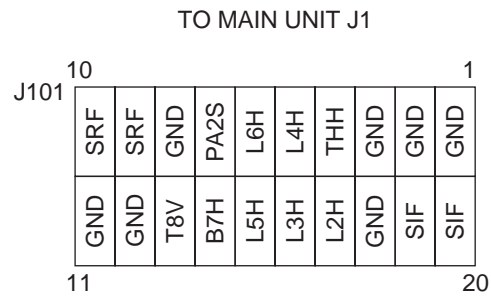 TO MAIN UNIT J1
10 1
J101
SRF SRF GND PA2S L6H L4H THH GND GND GND
GND GND T8V B7H L5H L3H L2H GND SIF SIF
11 20